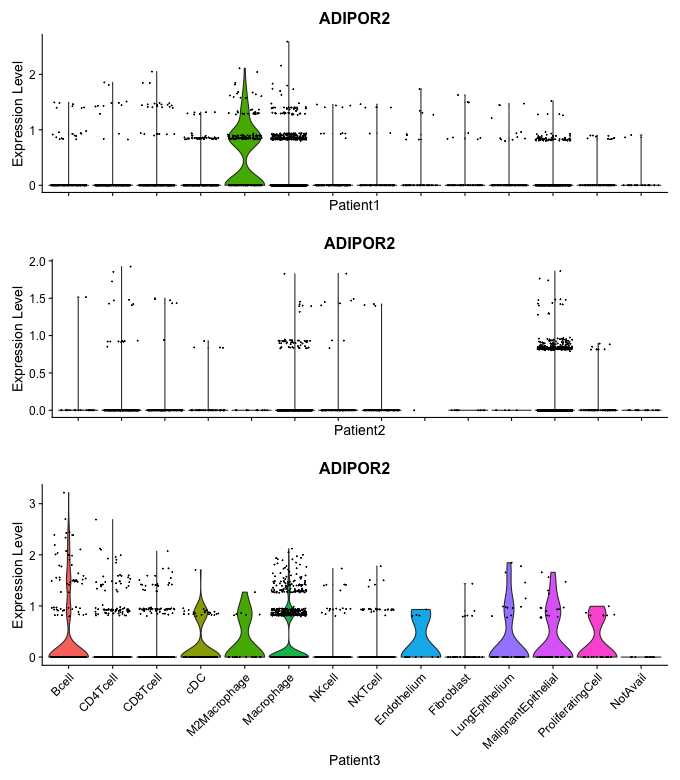 ADIPOR2
Expression Level
2
1
0
Patient1
ADIPOR2
Expression Level
2.0
1.5
1.0
0.5
0.0
Patient2
ADIPOR2
Expression Level
3
2
1
0
Bcell
CD4Tcell
CD8Tcell
cDC
M2Macrophage
Macrophage
NKcell
NKTcell
Endothelium
Fibroblast
LungEpithelium
MalignantEpithelial
ProliferatingCell
NotAvail
Patient3